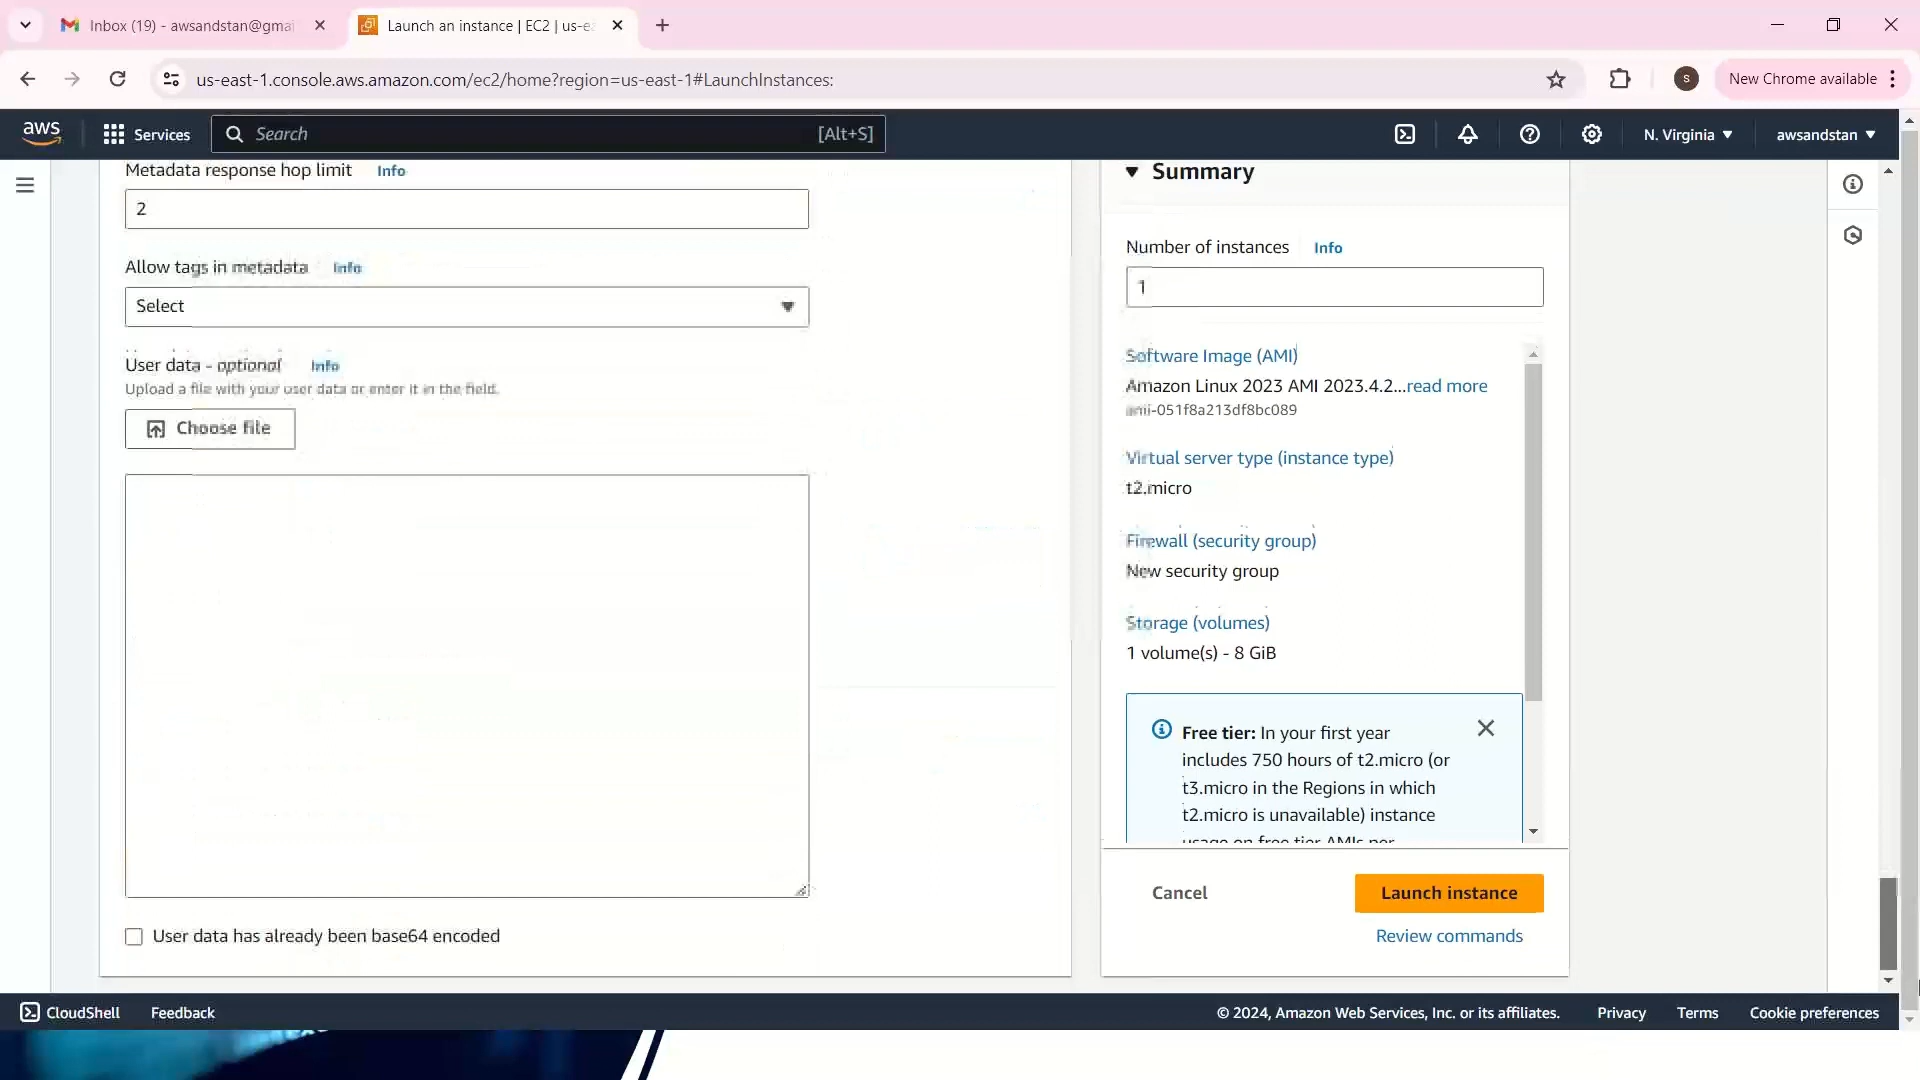 Inbox (19) - awsandstan@gmai
Launch an instance | EC2 | us-ea
us-east-1.console.aws.amazon.com/ec2/home?region=us-east-1#LaunchInstances:
S
New Chrome available
aws
Services
Search
[Alt+S]
N. Virginia
awsandstan
Metadata response hop limit Info
2
Allow tags in metadata Info
Select
User data - optional Info
Upload a file with your user data or enter it in the field.
Choose file
User data has already been base64 encoded
Summary
Number of instances Info
1
Software Image (AMI)
Amazon Linux 2023 AMI 2023.4.2...read more
ami-051f8a213df8bc089
Virtual server type (instance type)
t2.micro
Firewall (security group)
New security group
Storage (volumes)
1 volume(s) - 8 GiB
Free tier: In your first year
includes 750 hours of t2.micro (or
t3.micro in the Regions in which
t2.micro is unavailable) instance
usage on free tier AMIs per
Cancel
Launch instance
Review commands
CloudShell
Feedback
© 2024, Amazon Web Services, Inc. or its affiliates.
Privacy
Terms
Cookie preferences